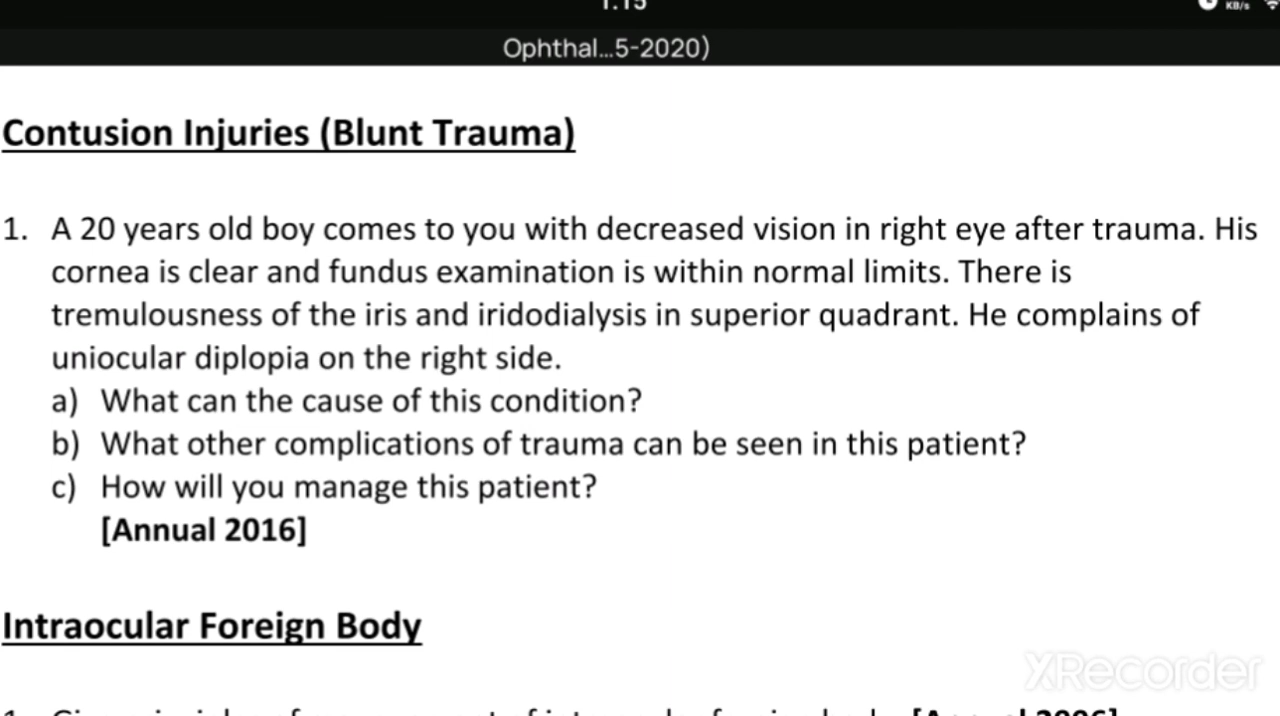 KB/s
Ophthal...5-2020)
Contusion Injuries (Blunt Trauma)
1. A 20 years old boy comes to you with decreased vision in right eye after trauma. His
cornea is clear and fundus examination is within normal limits. There is
tremulousness of the iris and iridodialysis in superior quadrant. He complains of
uniocular diplopia on the right side.
a) What can the cause of this condition?
b) What other complications of trauma can be seen in this patient?
c) How will you manage this patient?
[Annual 2016]
Intraocular Foreign Body
XRecorder